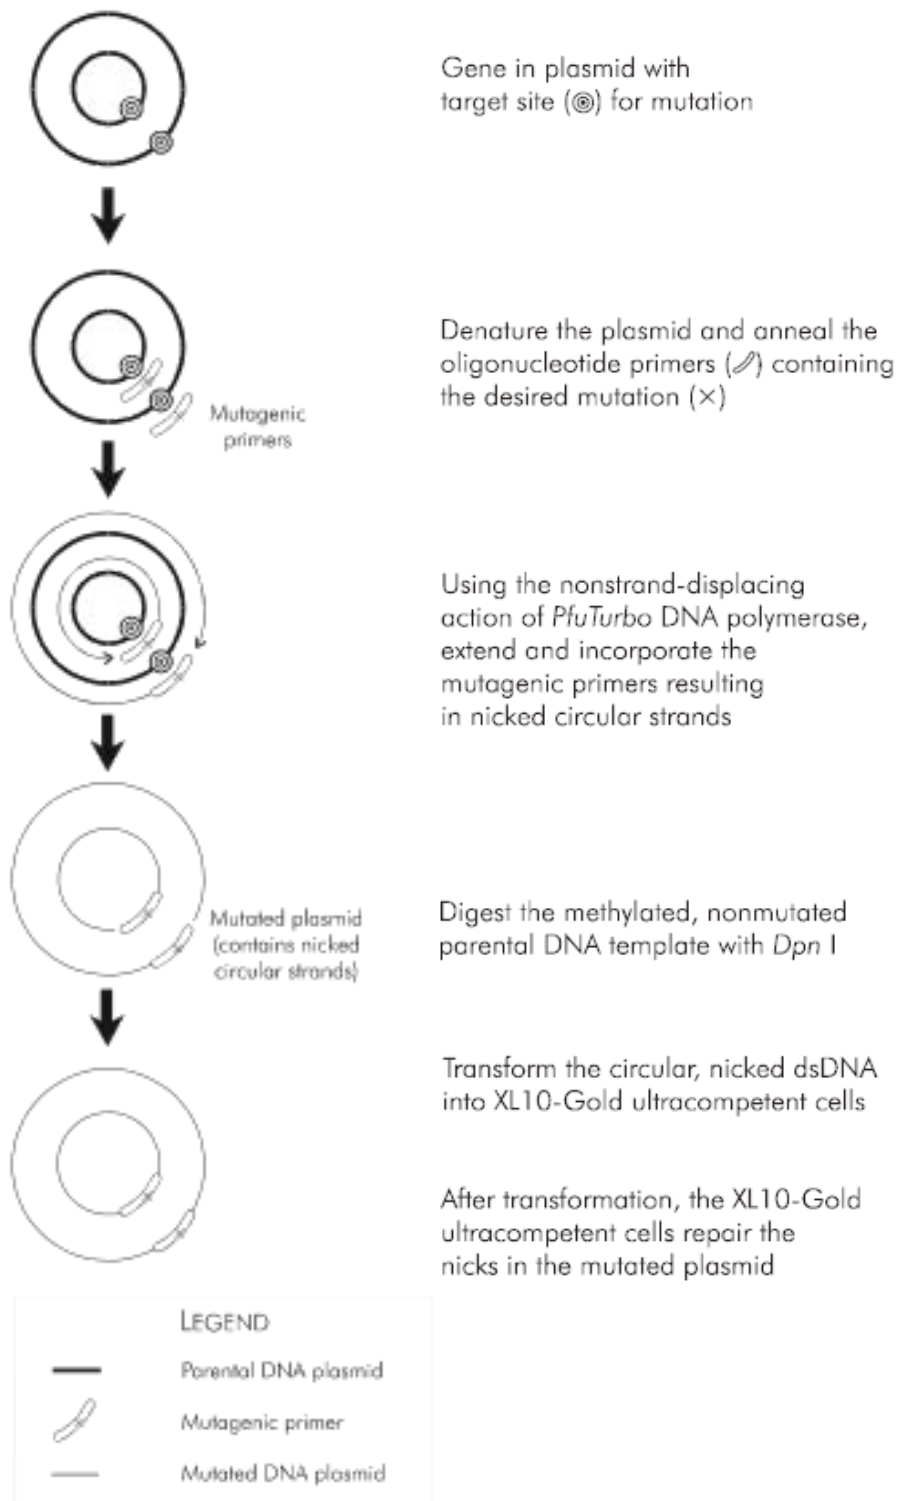 Gene in plasmid with
target site (◎) for mutation
Denature the plasmid and anneal the
oligonucleotide primers () containing
the desired mutation (×)
Mutagenic
primers
Using the nonstrand-displacing
action of PfuTurbo DNA polymerase,
extend and incorporate the
mutagenic primers resulting
in nicked circular strands
Mutated plasmid
(contains nicked
circular strands)
Digest the methylated, nonmutated
parental DNA template with Dpn I
Transform the circular, nicked dsDNA
into XL10-Gold ultracompetent cells
After transformation, the XL10-Gold
ultracompetent cells repair the
nicks in the mutated plasmid
LEGEND
Parental DNA plasmid
Mutagenic primer
Mutated DNA plasmid